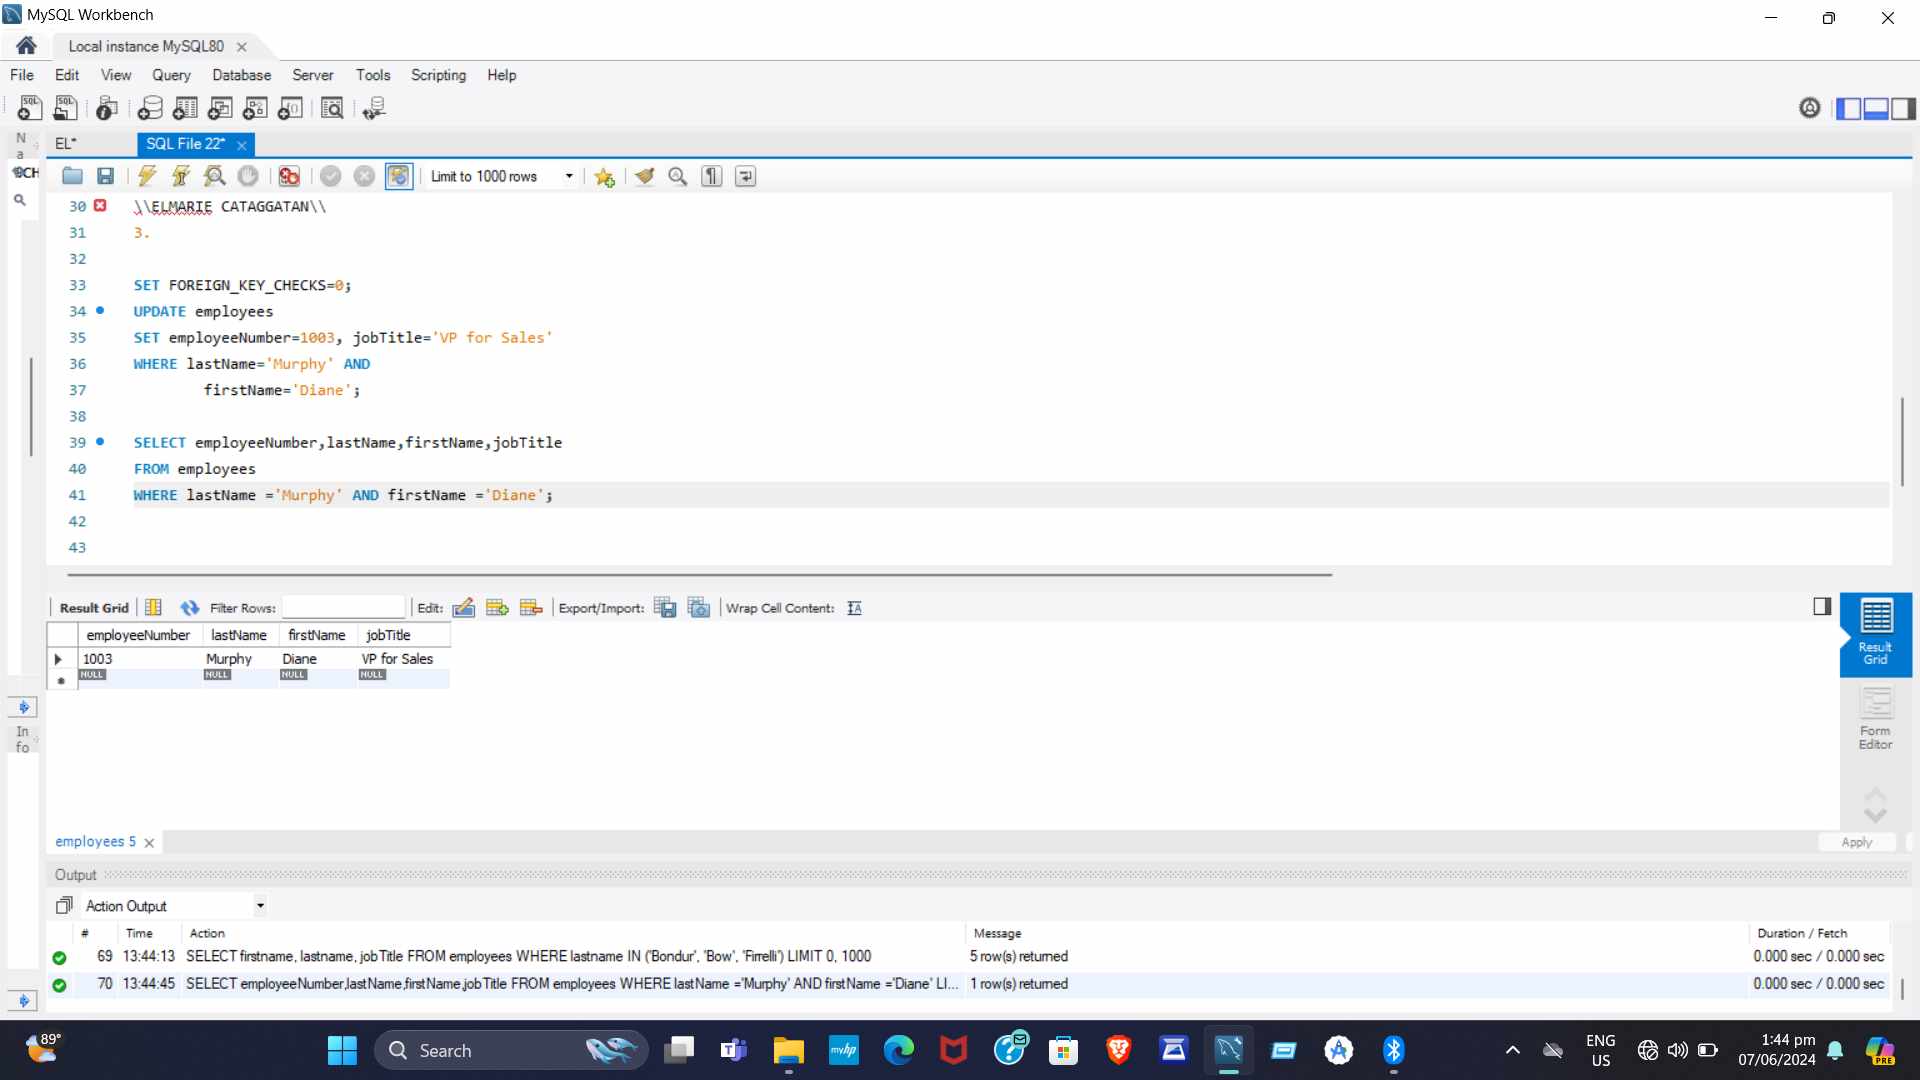 MySQL Workbench
Local instance MySQL80
File Edit View Query Database Server Tools Scripting Help
SQL SQL
N
a
EL*
SQL File 22*
SCH
Limit to 1000 rows
30 \\ELMARIE CATAGGATAN\\
31 3.
32
33 SET FOREIGN_KEY_CHECKS=0;
34 UPDATE employees
35 SET employeeNumber=1003, jobTitle='VP for Sales'
36 WHERE lastName='Murphy' AND
37 firstName='Diane';
38
39 SELECT employeeNumber,lastName,firstName,jobTitle
40 FROM employees
41 WHERE lastName ='Murphy' AND firstName ='Diane';
42
43
Result Grid Filter Rows: Edit: Export/Import: Wrap Cell Content: IA
employeeNumber lastName firstName jobTitle
1003 Murphy Diane VP for Sales
NULL NULL NULL NULL
Result
Grid
Form
Editor
In
fo
employees 5
Apply
Output
Action Output
# Time Action Message Duration / Fetch
69 13:44:13 SELECT firstname, lastname, jobTitle FROM employees WHERE lastname IN ('Bondur', 'Bow', 'Firrelli') LIMIT 0, 1000 5 row(s) returned 0.000 sec / 0.000 sec
70 13:44:45 SELECT employeeNumber,lastName,firstName,jobTitle FROM employees WHERE lastName ='Murphy' AND firstName ='Diane' LI... 1 row(s) returned 0.000 sec / 0.000 sec
89°
Search
myhp
ENG
US
1:44 pm
07/06/2024
PRE